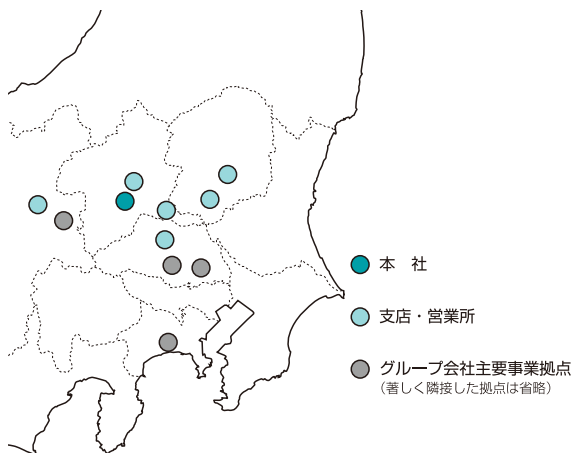 本　社
支店・営業所
グループ会社主要事業拠点
（著しく隣接した拠点は省略）